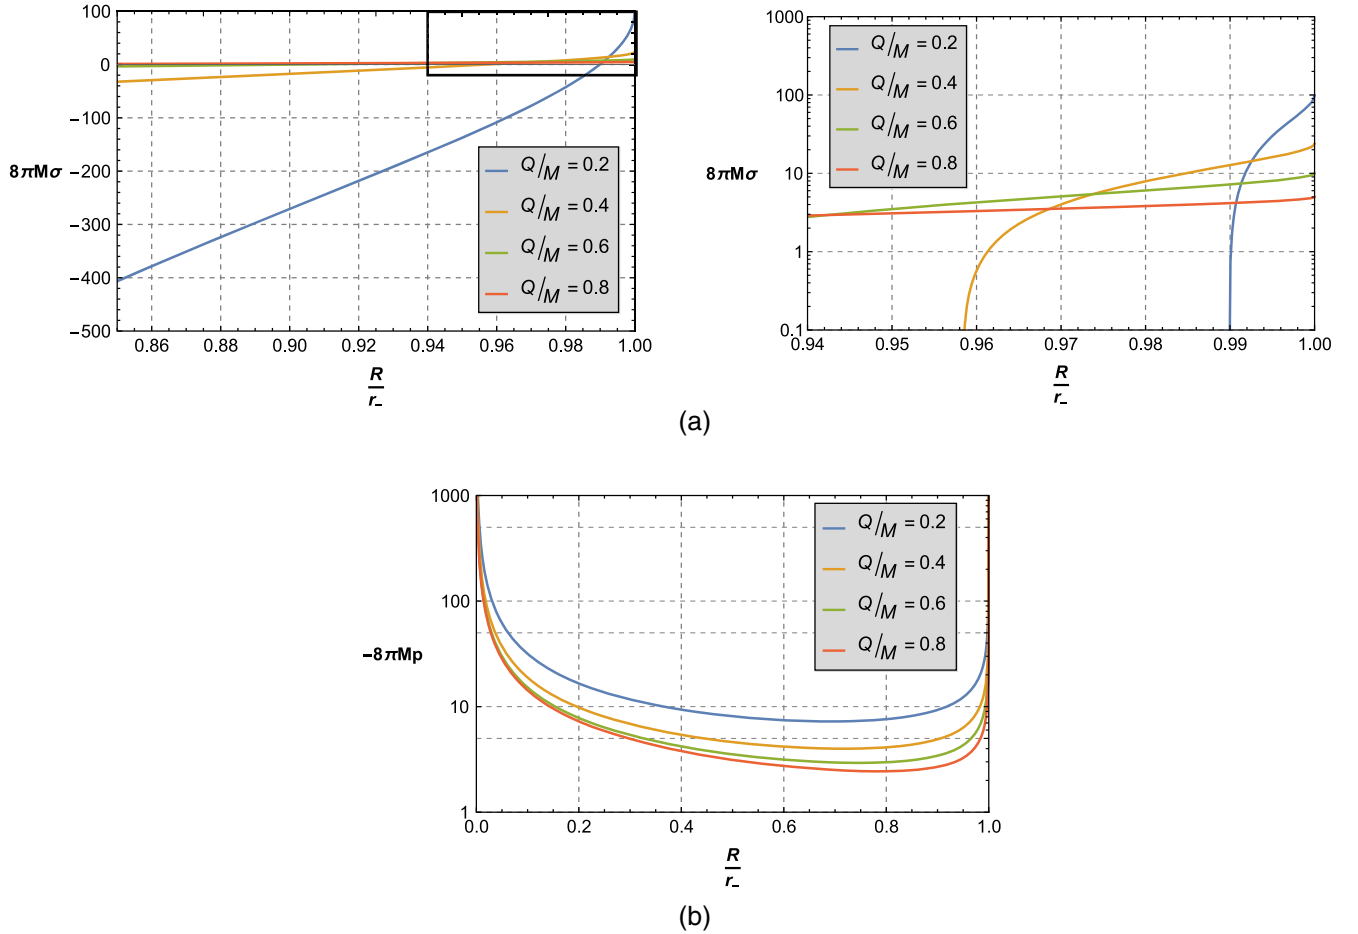 100
0
-100
-200
-300
-400
-500
8πMσ
0.86
0.88
0.90
0.92
0.94
0.96
0.98
1.00
R
r_
Q/M = 0.2
Q/M = 0.4
Q/M = 0.6
Q/M = 0.8
1000
100
10
1
0.1
8πMσ
0.94
0.95
0.96
0.97
0.98
0.99
1.00
R
r_
Q/M = 0.2
Q/M = 0.4
Q/M = 0.6
Q/M = 0.8
(a)
1000
100
10
1
-8πMp
0.0
0.2
0.4
0.6
0.8
1.0
R
r_
Q/M = 0.2
Q/M = 0.4
Q/M = 0.6
Q/M = 0.8
(b)